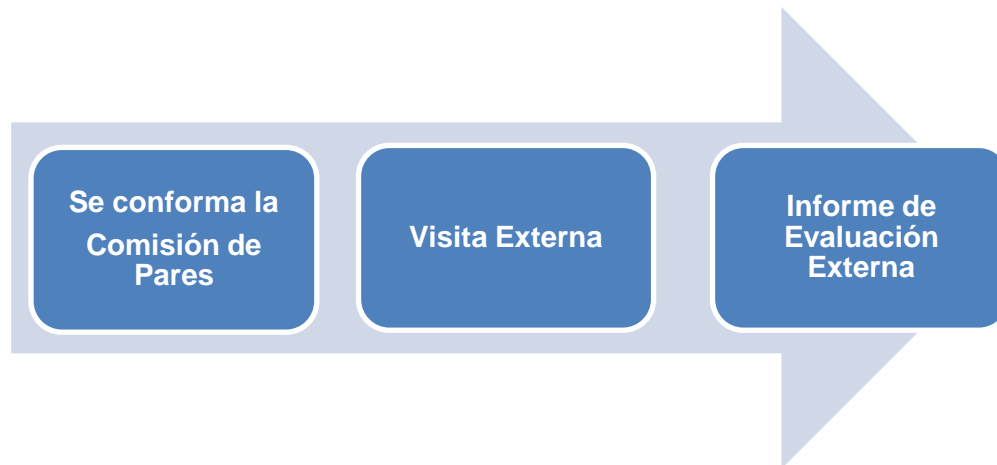 Se conforma la
Comisión de
Pares
Visita Externa
Informe de
Evaluación
Externa